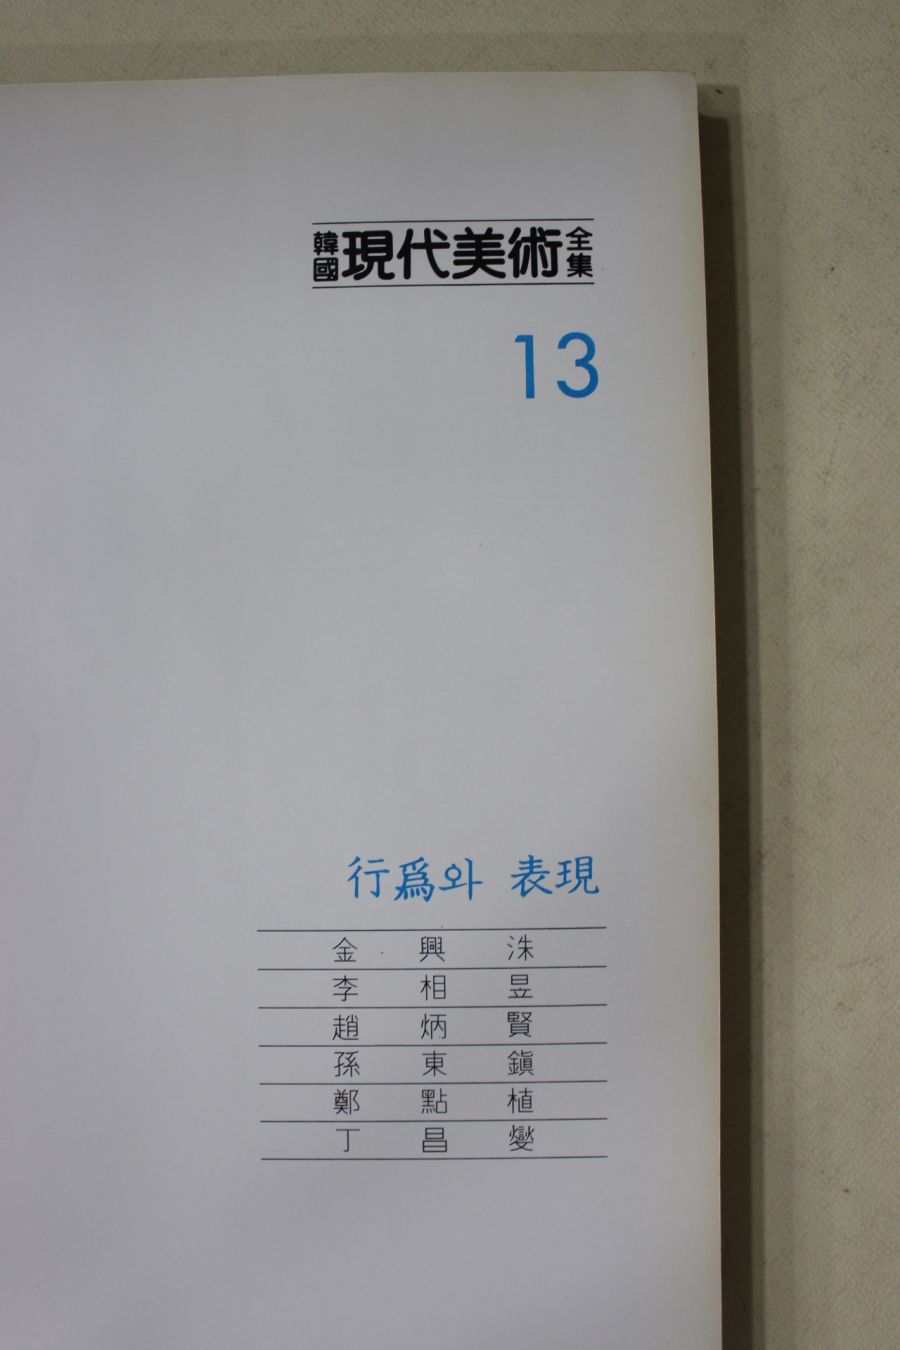 韓國現代美術全集
13
行爲와 表現
金興洙
李相昱
趙炳賢
孫東鎭
鄭點植
丁昌燮